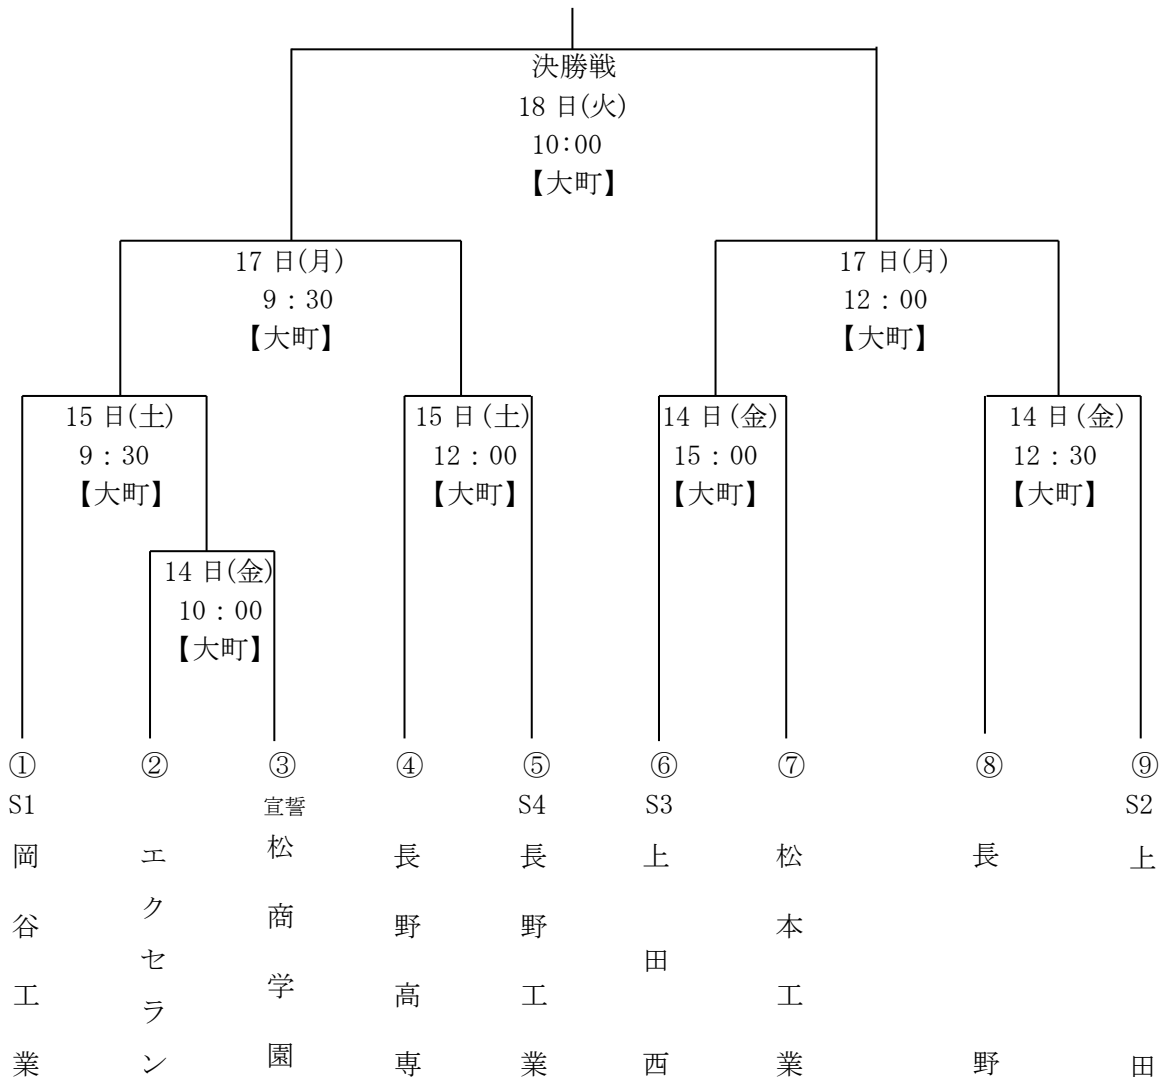 決勝戦
18 日(火)
10:00
【大町】
17 日(月)
9：30
【大町】
17 日(月)
12：00
【大町】
15 日(土)
9：30
【大町】
15 日(土)
12：00
【大町】
14 日(金)
15：00
【大町】
14 日(金)
12：30
【大町】
14 日(金)
10：00
【大町】
①
S1
岡谷工業
②
エクセラン
③
宣誓
松商学園
④
長野高専
⑤
S4
長野工業
⑥
S3
上田西
⑦
松本工業
⑧
長野
⑨
S2
上田